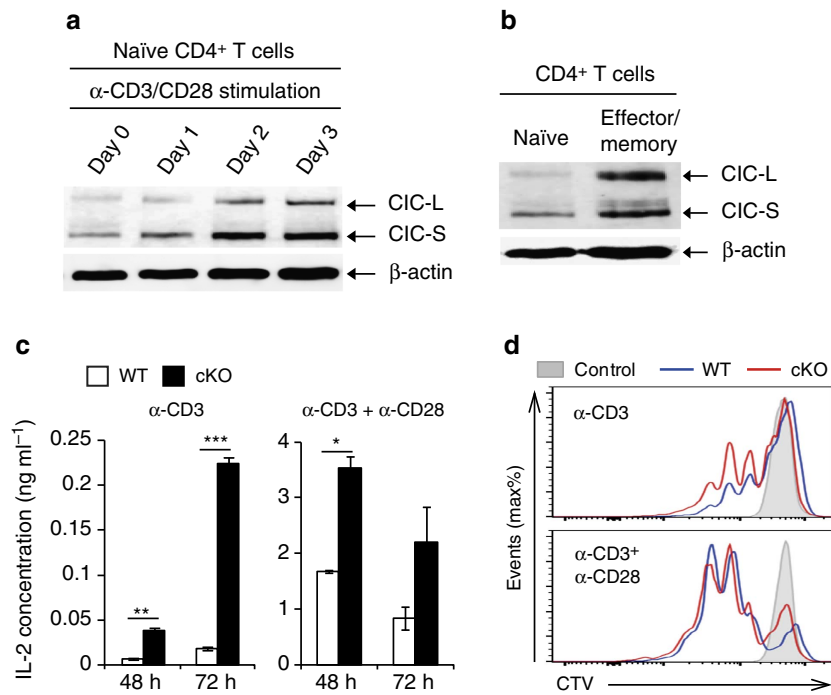 a
Naïve CD4⁺ T cells
α-CD3/CD28 stimulation
Day 0
Day 1
Day 2
Day 3
CIC-L
CIC-S
β-actin
b
CD4⁺ T cells
Naïve
Effector/
memory
CIC-L
CIC-S
β-actin
c
WT cKO
α-CD3
α-CD3 + α-CD28
IL-2 concentration (ng ml⁻¹)
0.25
0.2
0.15
0.1
0.05
0
**
***
48 h 72 h
4
3
2
1
0
*
48 h 72 h
d
Control WT cKO
α-CD3
α-CD3⁺
α-CD28
Events (max%)
CTV